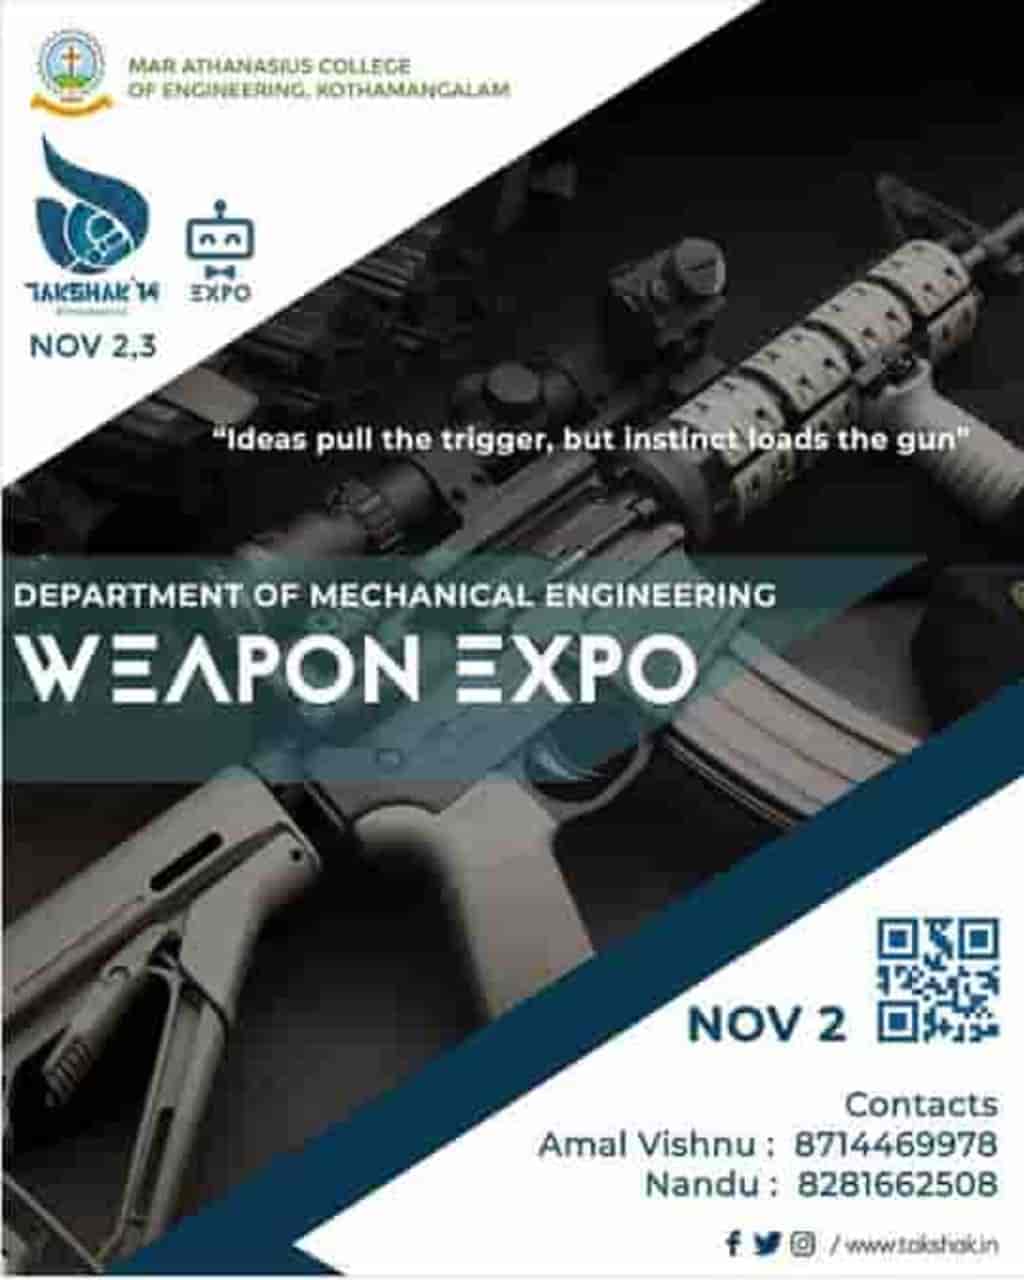 MAR ATHANASIUS COLLEGE
OF ENGINEERING, KOTHAMANGALAM
TAKSHAK'14
EXPO
NOV 2,3
“Ideas pull the trigger, but instinct loads the gun”
DEPARTMENT OF MECHANICAL ENGINEERING
WEAPON EXPO
NOV 2
Contacts
Amal Vishnu : 8714469978
Nandu : 8281662508
/ www.takshak.in